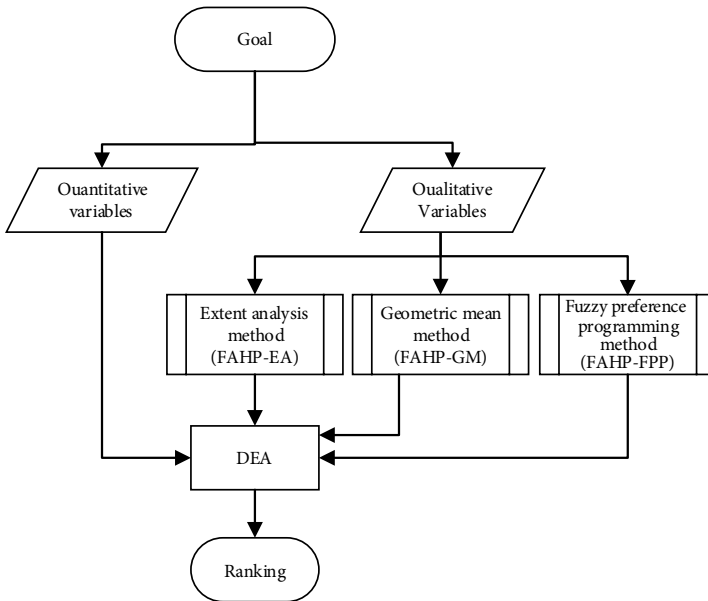 Goal
Ouantitative
variables
Oualitative
Variables
Extent analysis
method
(FAHP-EA)
Geometric mean
method
(FAHP-GM)
Fuzzy preference
programming
method
(FAHP-FPP)
DEA
Ranking